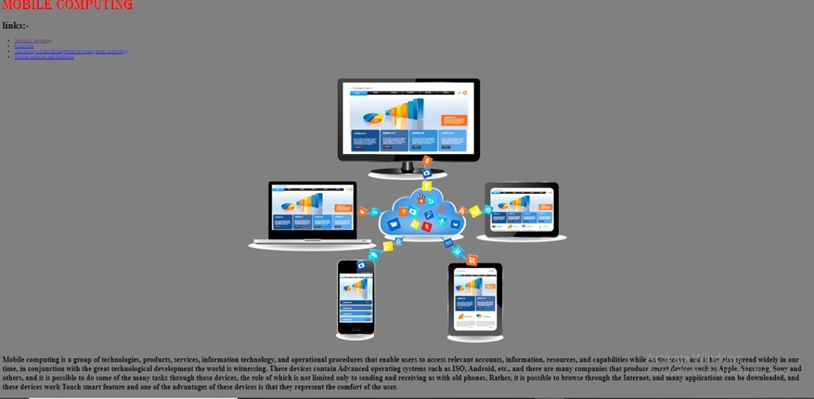 MOBILE COMPUTING
links:-
Mobile Computing
The history of the development of smart phone technology
Mobile software and hardware
Mobile computing is a group of technologies, products, services, information technology, and operational procedures that enable users to access relevant accounts, information, resources, and capabilities while on the move. and it has spread widely in our
time, in conjunction with the great technological development the world is witnessing. These devices contain Advanced operating systems such as ISO, Android, etc., and there are many companies that produce smart devices such as Apple, Samsung, Sony and
others, and it is possible to do some of the many tasks through those devices, the role of which is not limited only to sending and receiving as with old phones, Rather, it is possible to browse through the Internet, and many applications can be downloaded, and
these devices work Touch smart feature and one of the advantages of these devices is that they represent the comfort of the user.
Activate Windows